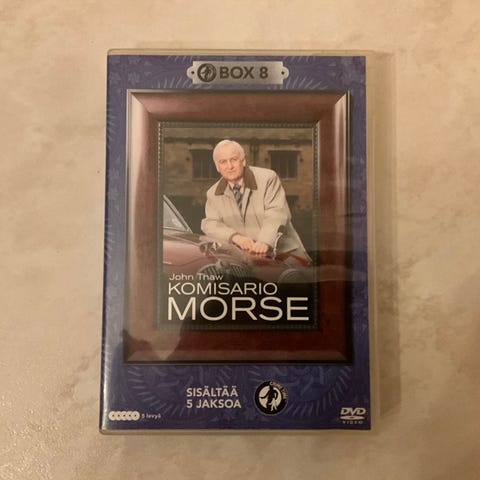 BOX 8
John Thaw
KOMISARIO
MORSE
SISÄLTÄÄ
5 JAKSOA
5 levyä
DVD
VIDEO